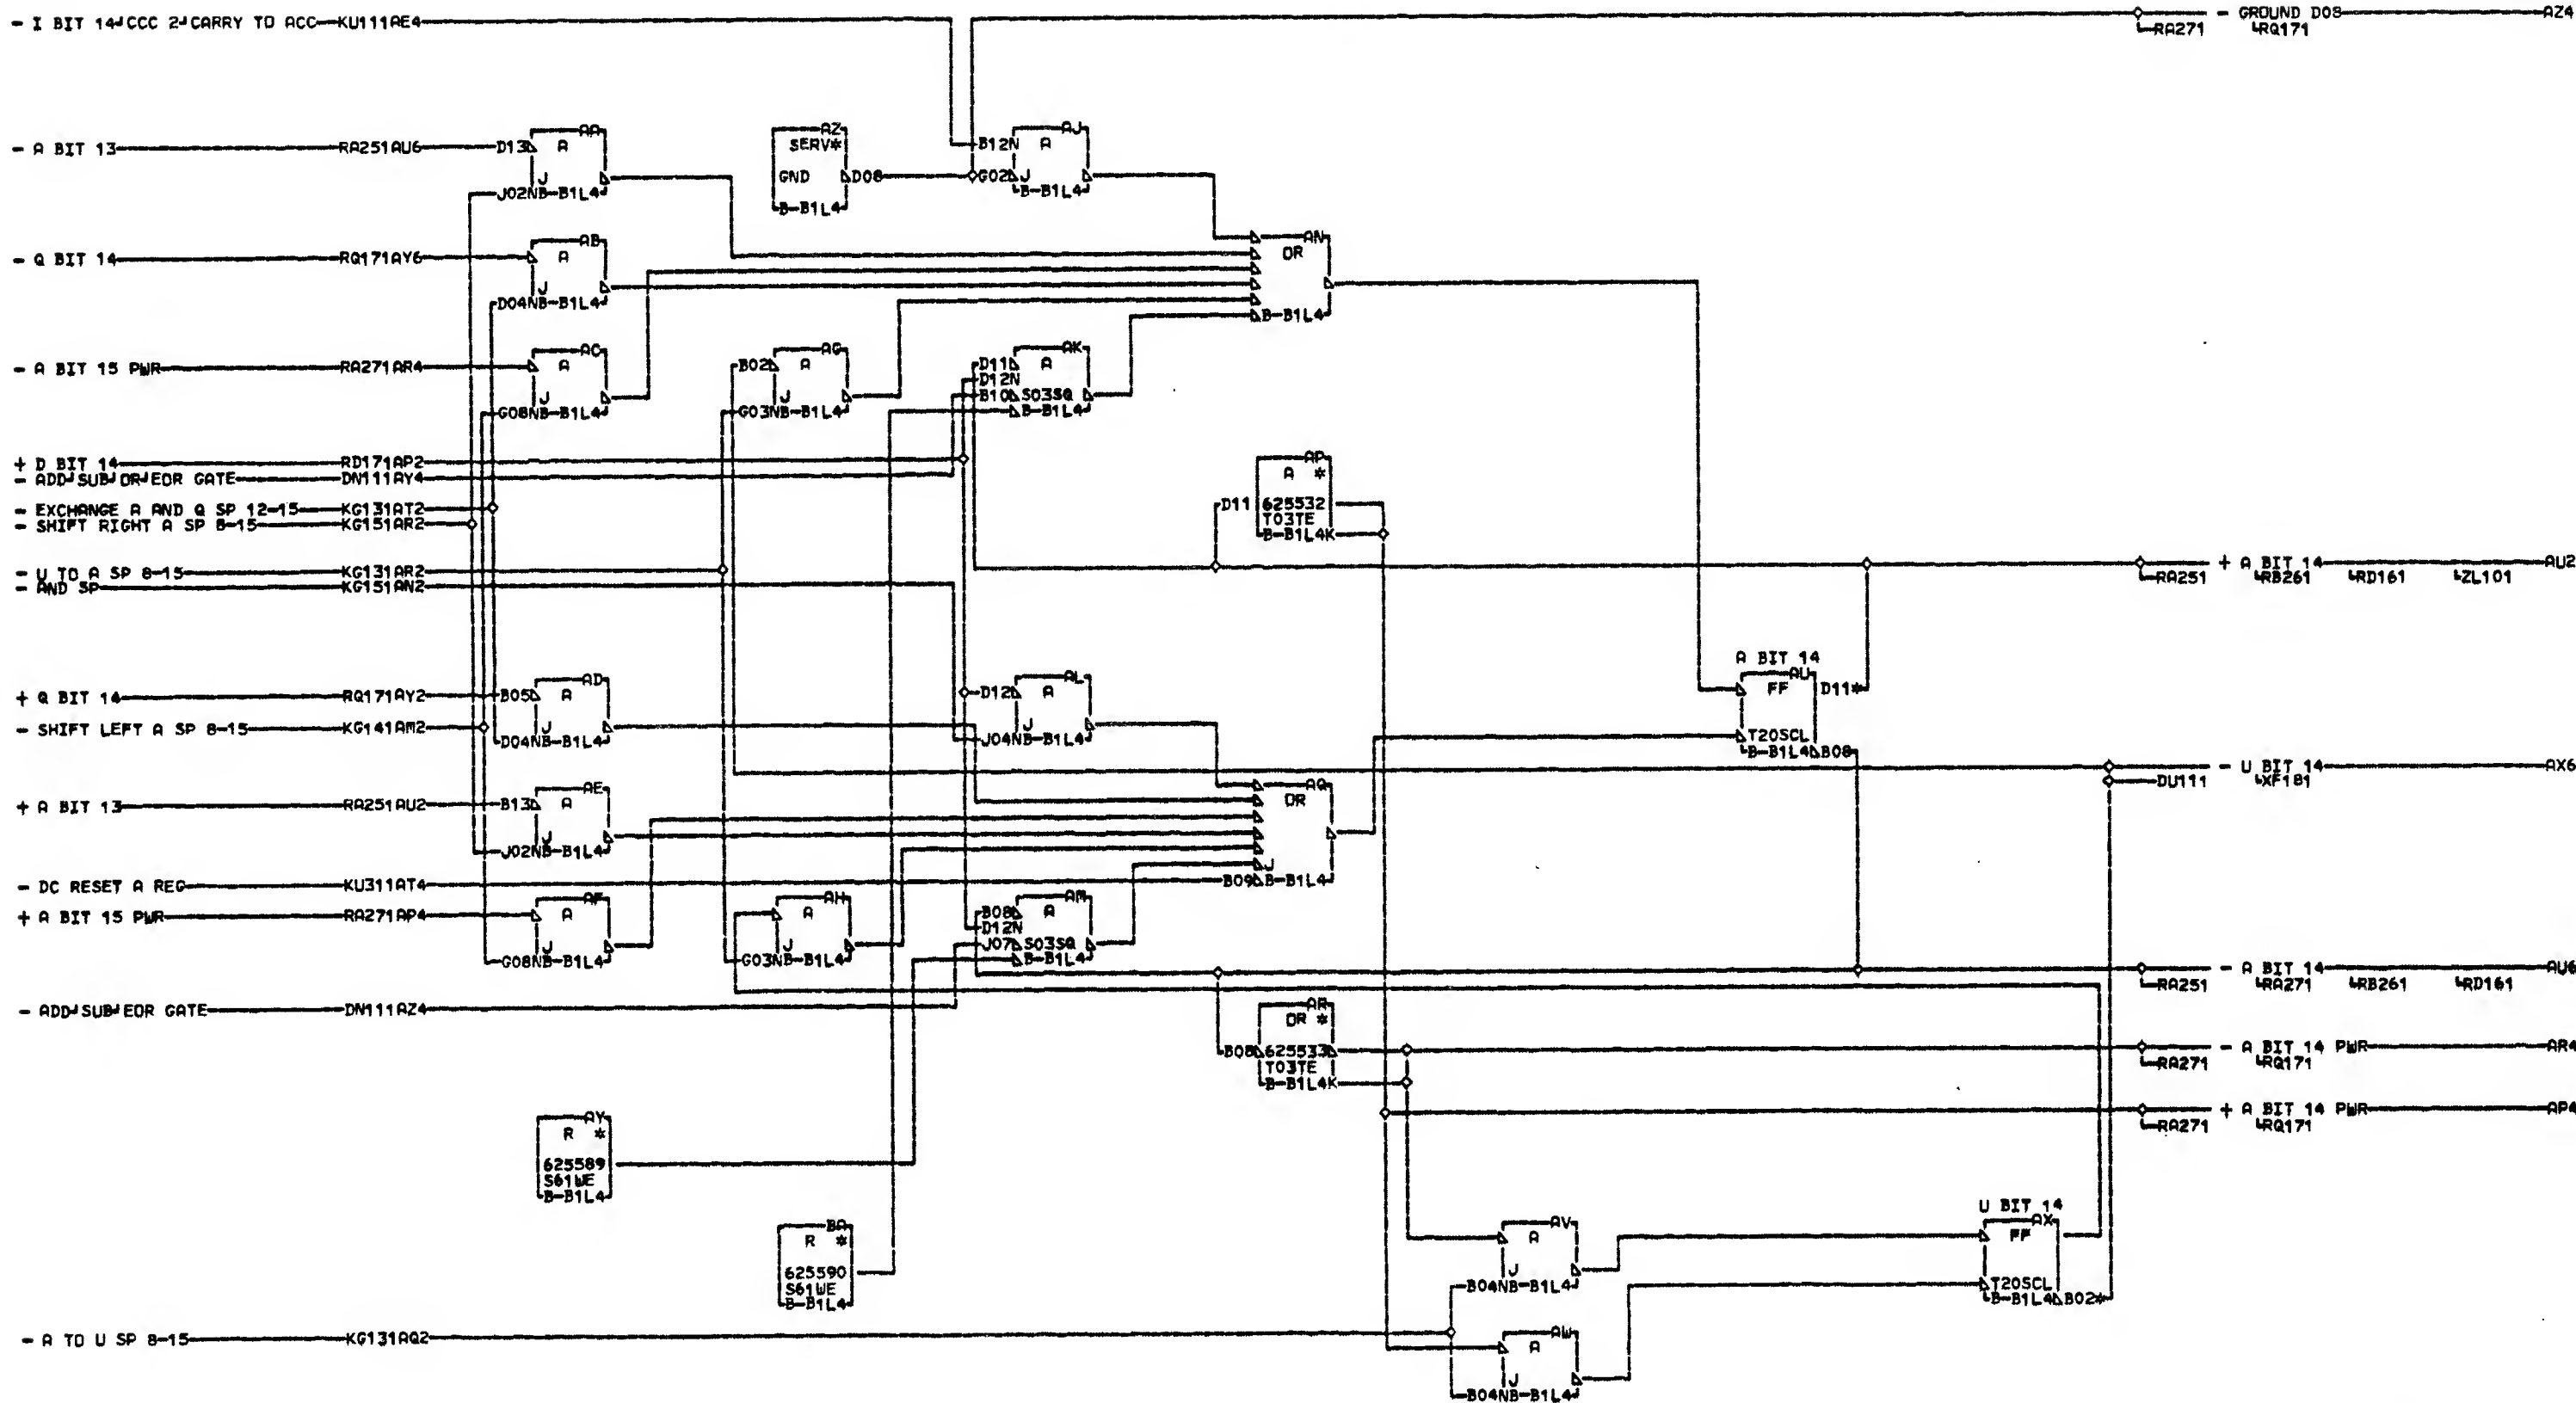 - I BIT 14┘CCC 2┘CARRY TO ACC KU111AE4
- GROUND D08 AZ4
RA271 RQ171
- A BIT 13 RA251AU6 D13 AA A J J02NB-B1L4
AZ SERV* GND D08 B-B1L4
AJ B12N A G02 J B-B1L4
- Q BIT 14 RQ171AY6 AB A J D04NB-B1L4
AN OR B-B1L4
- A BIT 15 PWR RA271AR4 AC A J G08NB-B1L4
B02 AG A J G03NB-B1L4
AK D11 A D12N B10 S03SQ B-B1L4
+ D BIT 14 RD171AP2
- ADD┘SUB┘OR┘EOR GATE DN111AY4
- EXCHANGE A AND Q SP 12-15 KG131AT2
- SHIFT RIGHT A SP 8-15 KG151AR2
AP A * D11 625532 T03TE B-B1L4K
- U TO A SP 8-15 KG131AR2
- AND SP KG151AN2
+ A BIT 14 AU2
RA251 RB261 RD161 ZL101
+ Q BIT 14 RQ171AY2 B05 AD A J D04NB-B1L4
D12 AL A J J04NB-B1L4
A BIT 14
AU FF D11* T20SCL B-B1L4 B08
- SHIFT LEFT A SP 8-15 KG141AM2
- U BIT 14 AX6
DU111 XF181
+ A BIT 13 RA251AU2 B13 AE A J J02NB-B1L4
AQ OR J B09 B-B1L4
- DC RESET A REG KU311AT4
+ A BIT 15 PWR RA271AP4 AF A J G08NB-B1L4
AH A J G03NB-B1L4
AM B08 A D12N J07 S03SQ B-B1L4
- A BIT 14 AU6
RA251 RA271 RB261 RD161
- ADD┘SUB┘EOR GATE DN111AZ4
AR OR * B08 625533 T03TE B-B1L4K
- A BIT 14 PWR AR4
RA271 RQ171
+ A BIT 14 PWR AP4
RA271 RQ171
AY R * 625589 S61WE B-B1L4
BA R * 625590 S61WE B-B1L4
AV A J B04NB-B1L4
U BIT 14
AX FF T20SCL B-B1L4 B02*
- A TO U SP 8-15 KG131AQ2
AW A J B04NB-B1L4